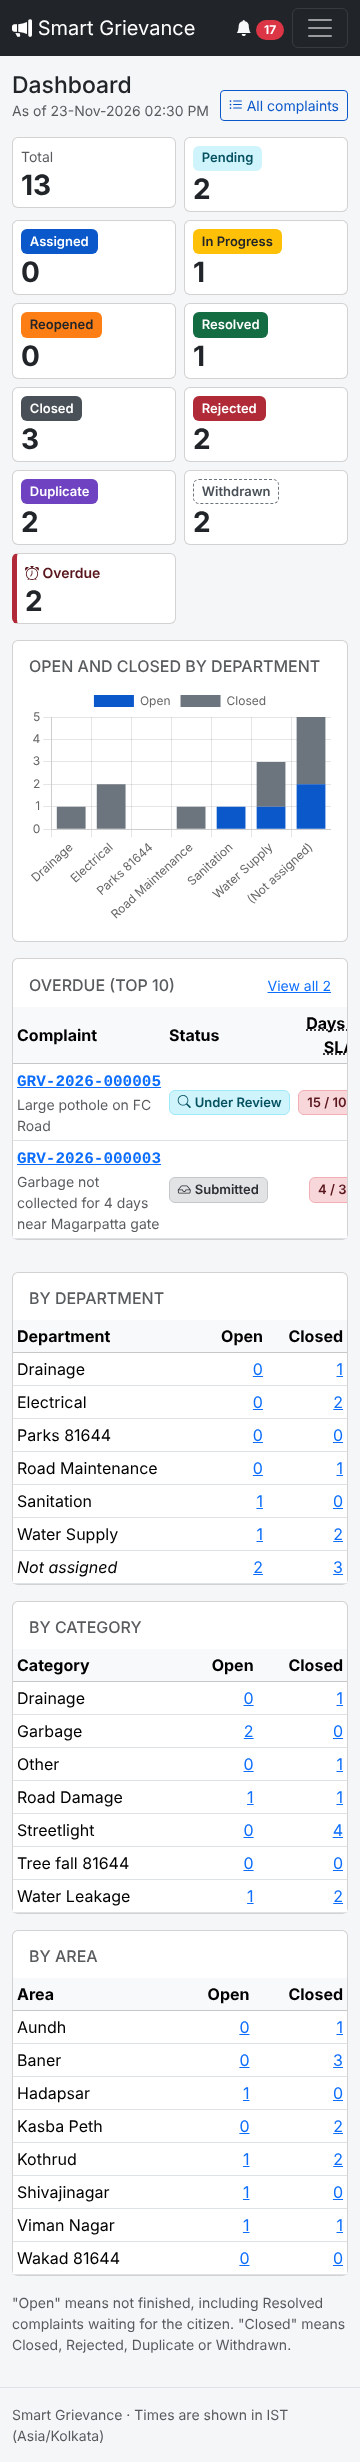 Smart Grievance 17
Dashboard
As of 23-Nov-2026 02:30 PM
All complaints
Total
13
Pending
2
Assigned
0
In Progress
1
Reopened
0
Resolved
1
Closed
3
Rejected
2
Duplicate
2
Withdrawn
2
Overdue
2
OPEN AND CLOSED BY DEPARTMENT
Open Closed
5
4
3
2
1
0
Drainage
Electrical
Parks 81644
Road Maintenance
Sanitation
Water Supply
(Not assigned)
OVERDUE (TOP 10) View all 2
Complaint Status Days
SLA
GRV-2026-000005
Large pothole on FC
Road
Under Review 15 / 10
GRV-2026-000003
Garbage not
collected for 4 days
near Magarpatta gate
Submitted 4 / 3
BY DEPARTMENT
Department Open Closed
Drainage 0 1
Electrical 0 2
Parks 81644 0 0
Road Maintenance 0 1
Sanitation 1 0
Water Supply 1 2
Not assigned 2 3
BY CATEGORY
Category Open Closed
Drainage 0 1
Garbage 2 0
Other 0 1
Road Damage 1 1
Streetlight 0 4
Tree fall 81644 0 0
Water Leakage 1 2
BY AREA
Area Open Closed
Aundh 0 1
Baner 0 3
Hadapsar 1 0
Kasba Peth 0 2
Kothrud 1 2
Shivajinagar 1 0
Viman Nagar 1 1
Wakad 81644 0 0
"Open" means not finished, including Resolved
complaints waiting for the citizen. "Closed" means
Closed, Rejected, Duplicate or Withdrawn.
Smart Grievance · Times are shown in IST
(Asia/Kolkata)